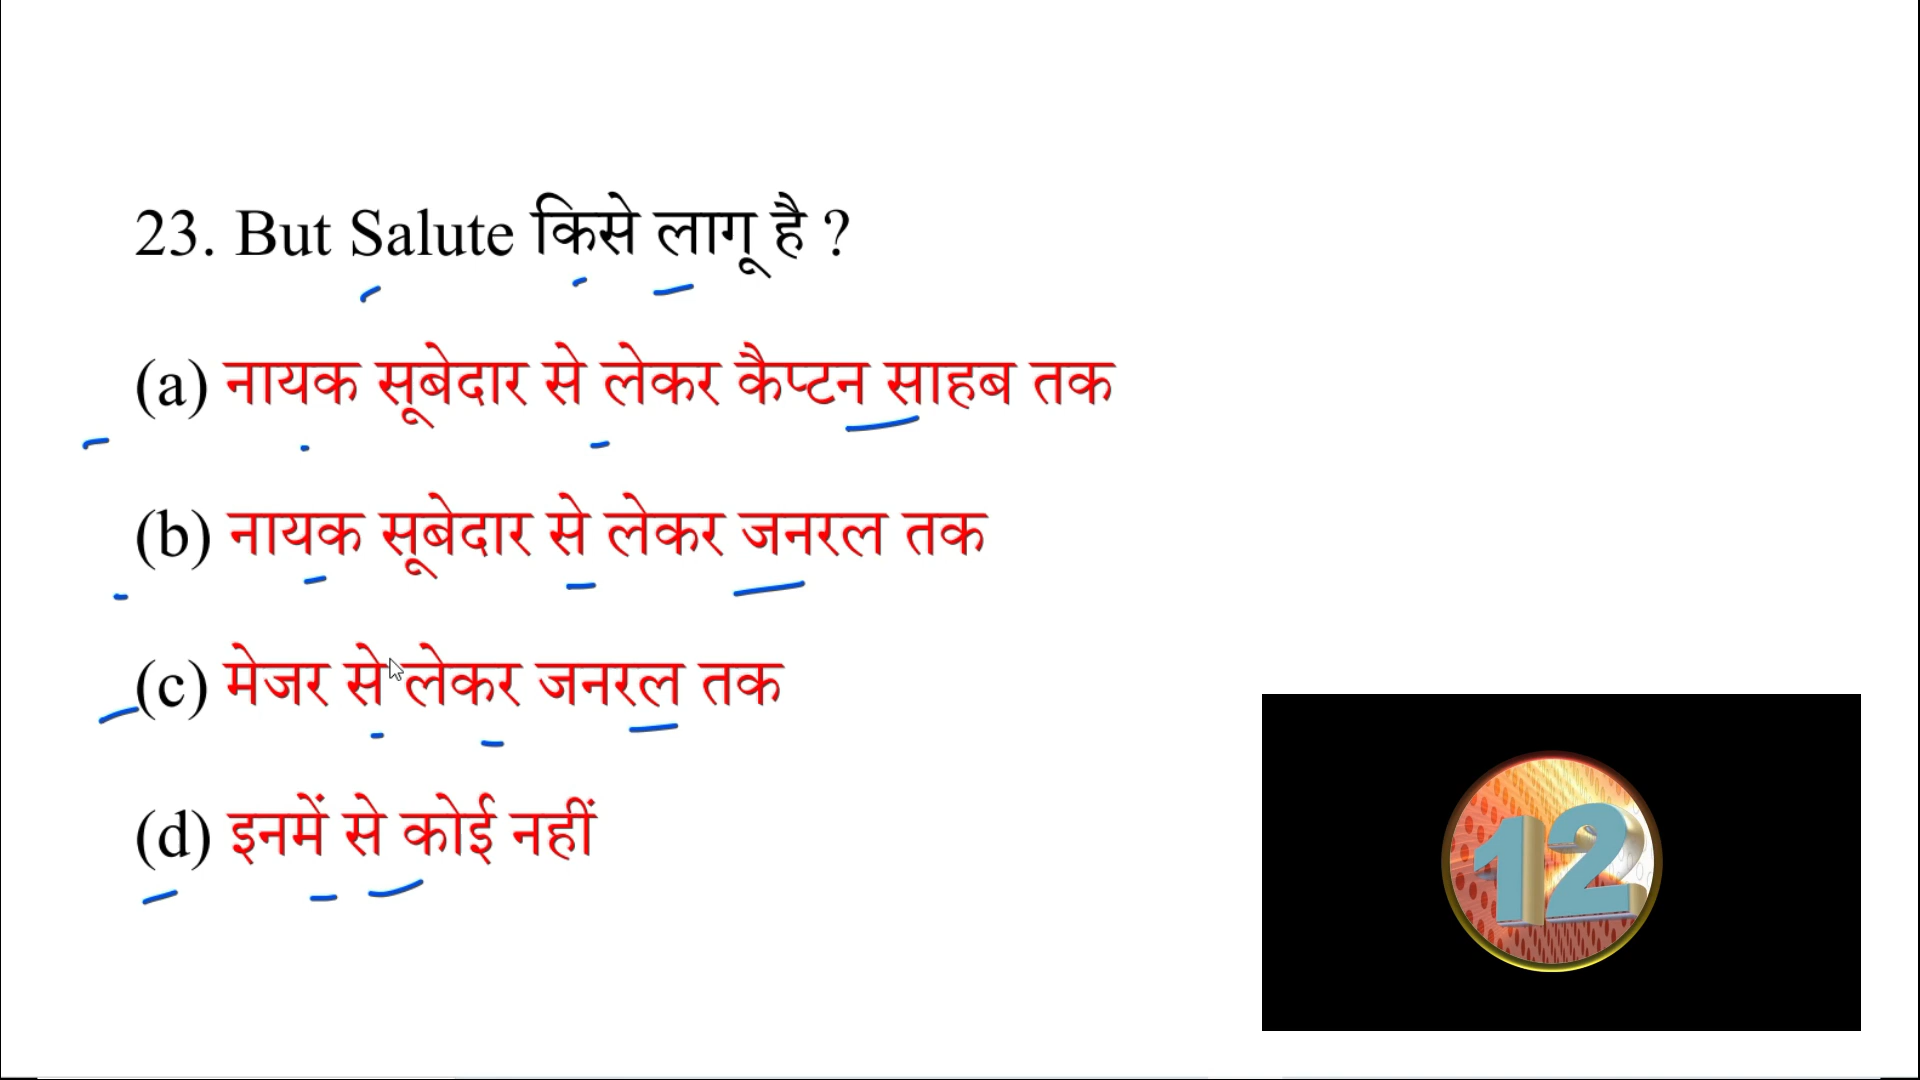 23. But Salute किसे लागू है ?
(a) नायक सूबेदार से लेकर कैप्टन साहब तक
(b) नायक सूबेदार से लेकर जनरल तक
(c) मेजर से लेकर जनरल तक
(d) इनमें से कोई नहीं
12